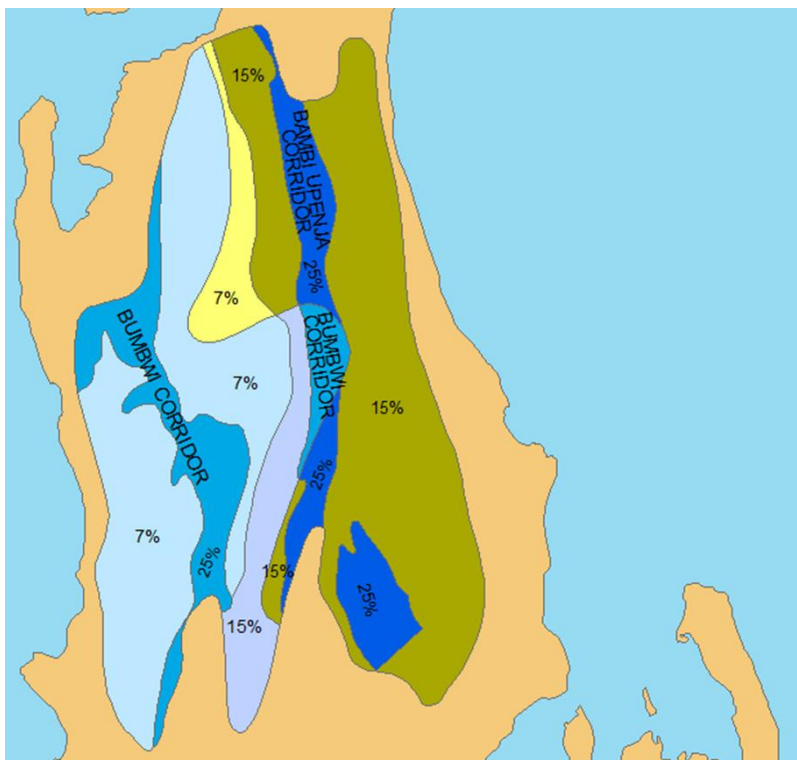 15%
BAMBI UPENJA
CORRIDOR
25%
7%
BUMBWI CORRIDOR
BUMBWI
CORRIDOR
7%
15%
25%
7%
25%
15%
25%
15%